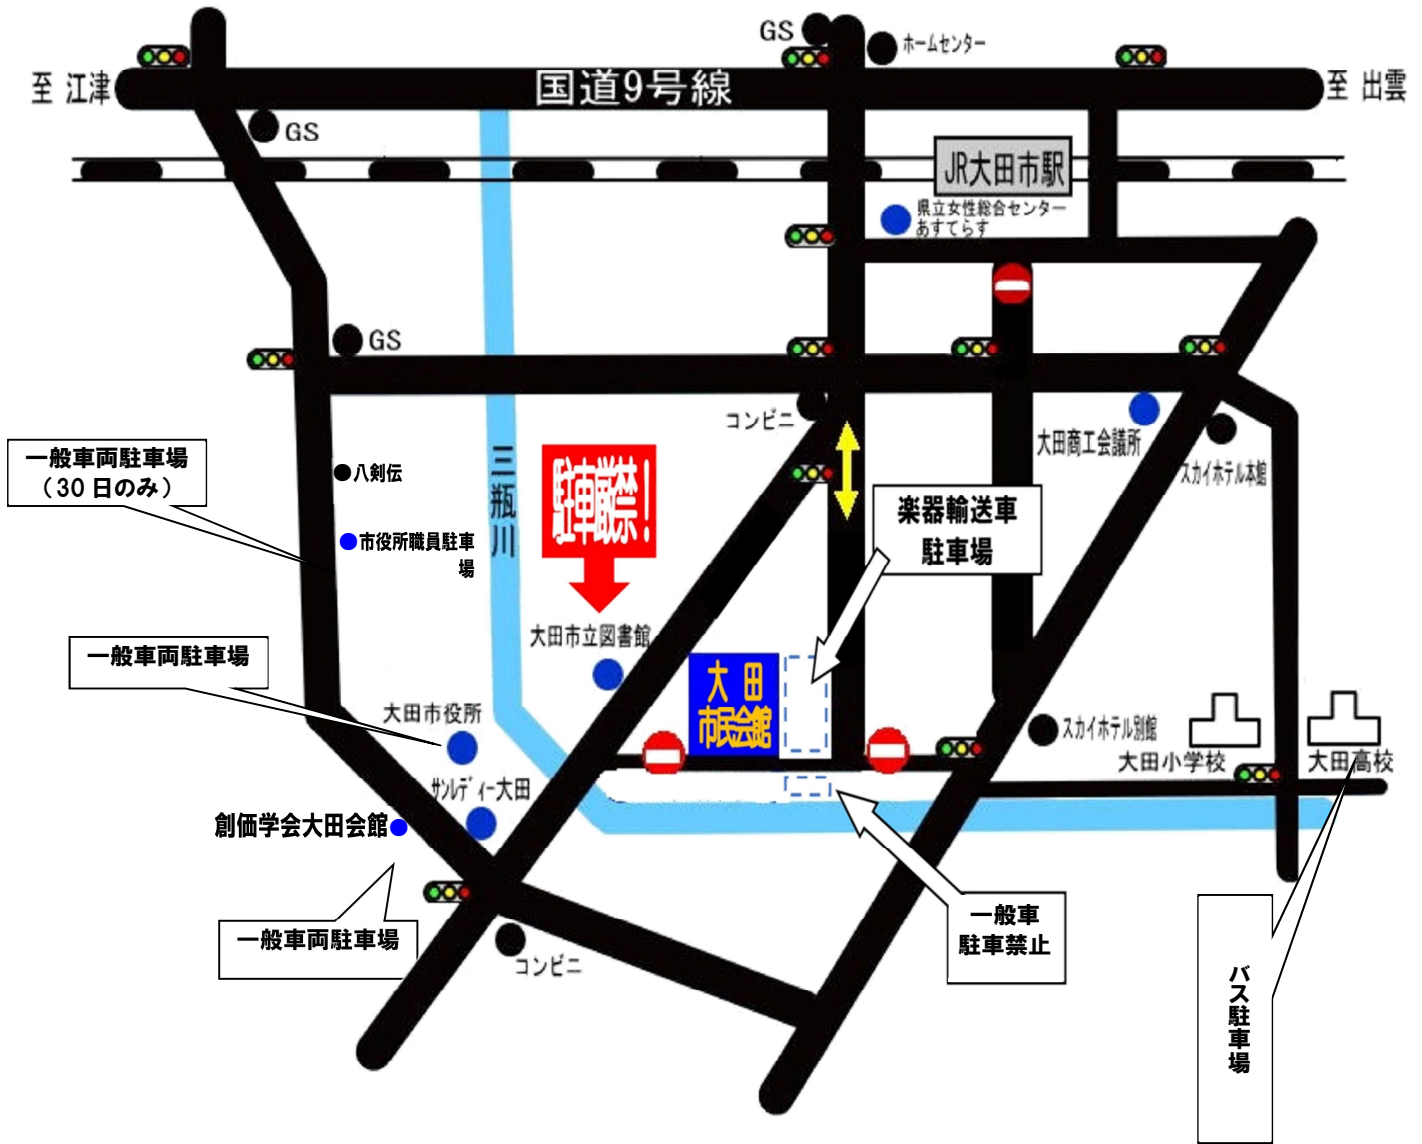 GS
ホームセンター
至 江津
国道9号線
至 出雲
GS
JR大田市駅
県立女性総合センター
あすてらす
GS
コンビニ
大田商工会議所
スカイホテル本館
一般車両駐車場
（30日のみ）
八剣伝
市役所職員駐車
場
三瓶川
駐車厳禁!
楽器輸送車
駐車場
大田市立図書館
一般車両駐車場
大田
市民会館
大田市役所
スカイホテル別館
大田小学校
大田高校
サンレディー大田
創価学会大田会館
一般車両駐車場
一般車
駐車禁止
コンビニ
バス駐車場